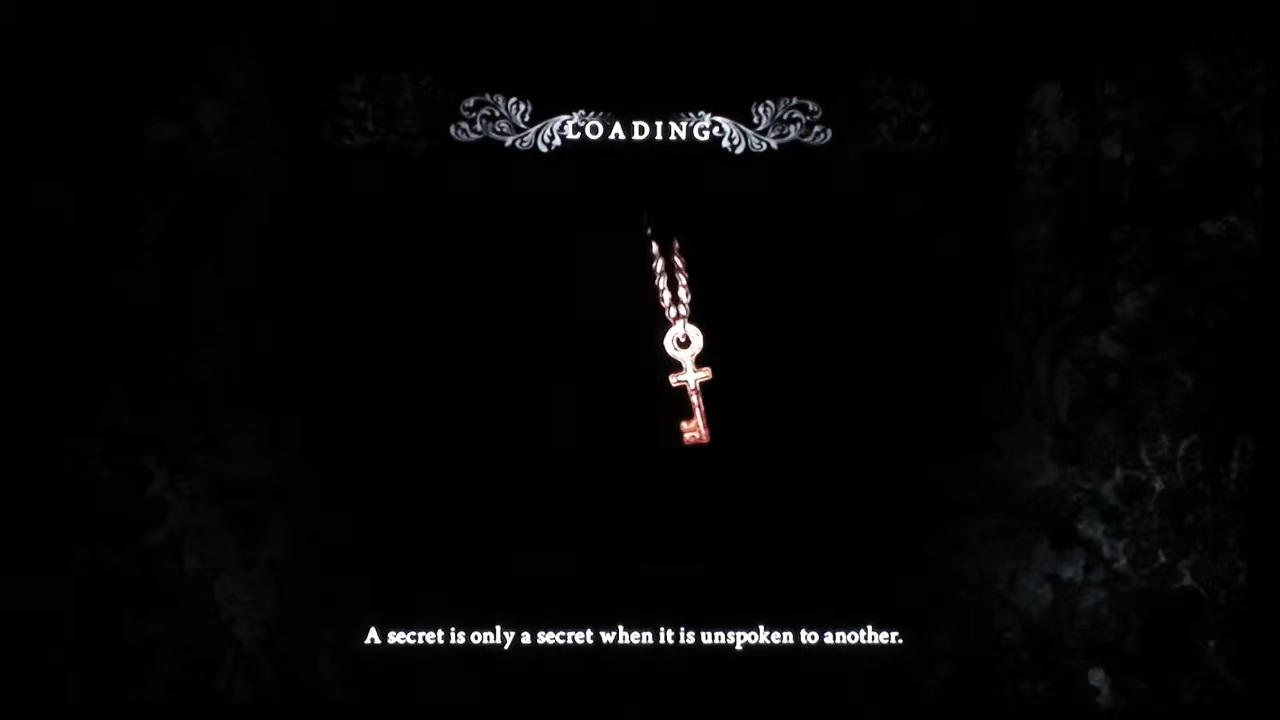 LOADING
A secret is only a secret when it is unspoken to another.